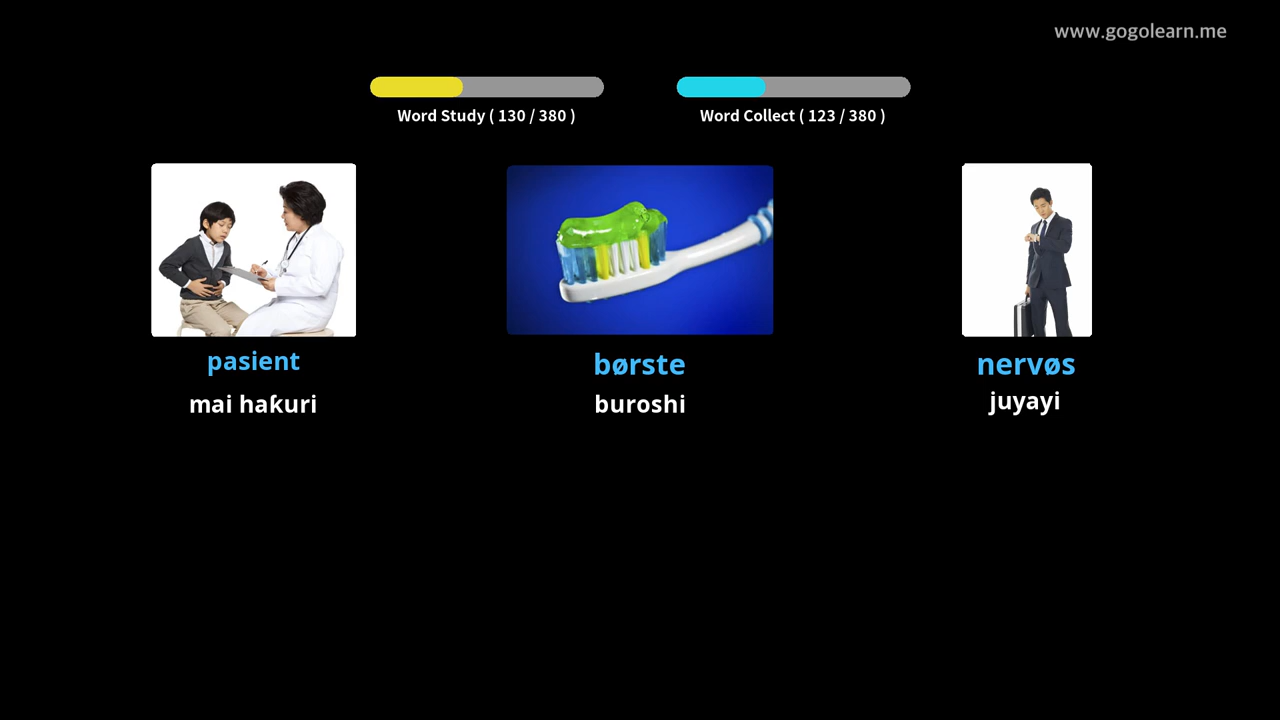 www.gogolearn.me
Word Study ( 130 / 380 )
Word Collect ( 123 / 380 )
pasient
børste
nervøs
mai haƙuri
buroshi
juyayi